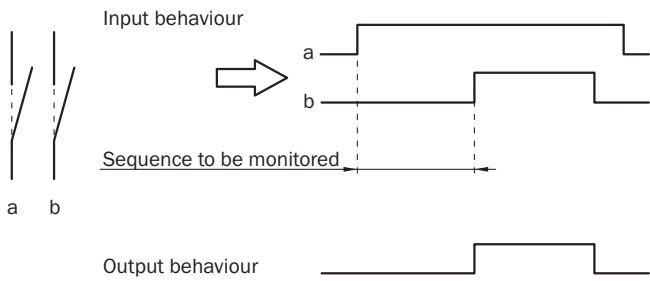 Input behaviour
a
b
Sequence to be monitored
a b
Output behaviour